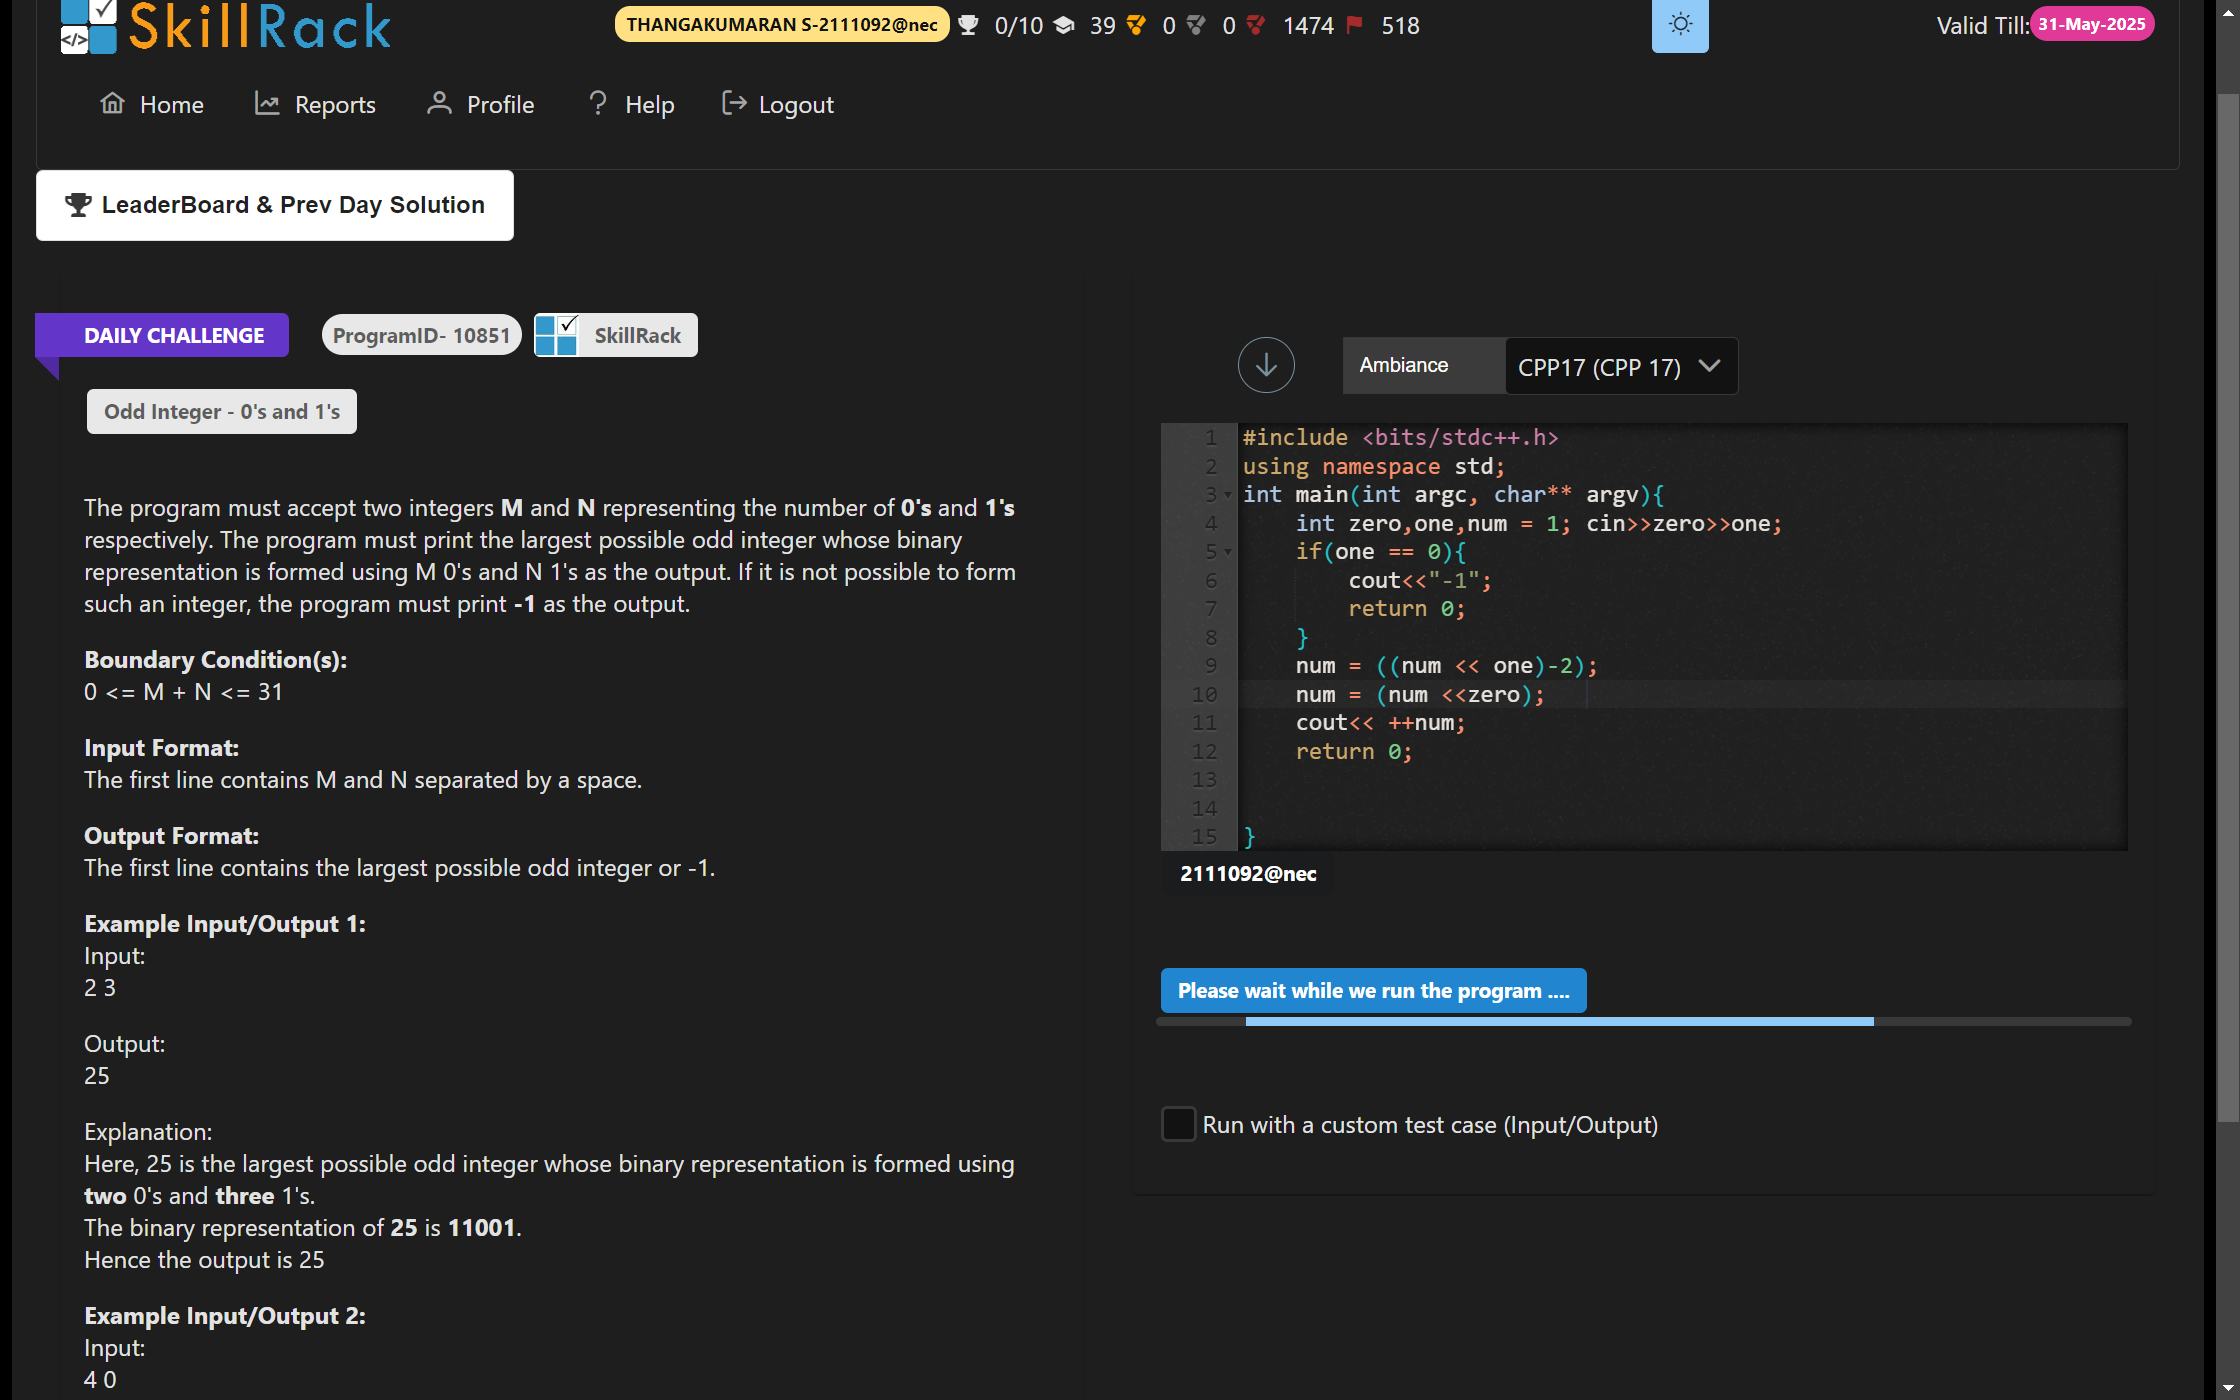 SkillRack
THANGAKUMARAN S-2111092@nec 0/10 39 0 0 1474 518
Valid Till: 31-May-2025
Home Reports Profile Help Logout
LeaderBoard & Prev Day Solution
DAILY CHALLENGE ProgramID- 10851 SkillRack
Odd Integer - 0's and 1's
The program must accept two integers M and N representing the number of 0's and 1's
respectively. The program must print the largest possible odd integer whose binary
representation is formed using M 0's and N 1's as the output. If it is not possible to form
such an integer, the program must print -1 as the output.
Boundary Condition(s):
0 <= M + N <= 31
Input Format:
The first line contains M and N separated by a space.
Output Format:
The first line contains the largest possible odd integer or -1.
Example Input/Output 1:
Input:
2 3
Output:
25
Explanation:
Here, 25 is the largest possible odd integer whose binary representation is formed using
two 0's and three 1's.
The binary representation of 25 is 11001.
Hence the output is 25
Example Input/Output 2:
Input:
4 0
Ambiance CPP17 (CPP 17)
1 #include <bits/stdc++.h>
2 using namespace std;
3 int main(int argc, char** argv){
4 int zero,one,num = 1; cin>>zero>>one;
5 if(one == 0){
6 cout<<"-1";
7 return 0;
8 }
9 num = ((num << one)-2);
10 num = (num <<zero);
11 cout<< ++num;
12 return 0;
13
14
15 }
2111092@nec
Please wait while we run the program ....
Run with a custom test case (Input/Output)